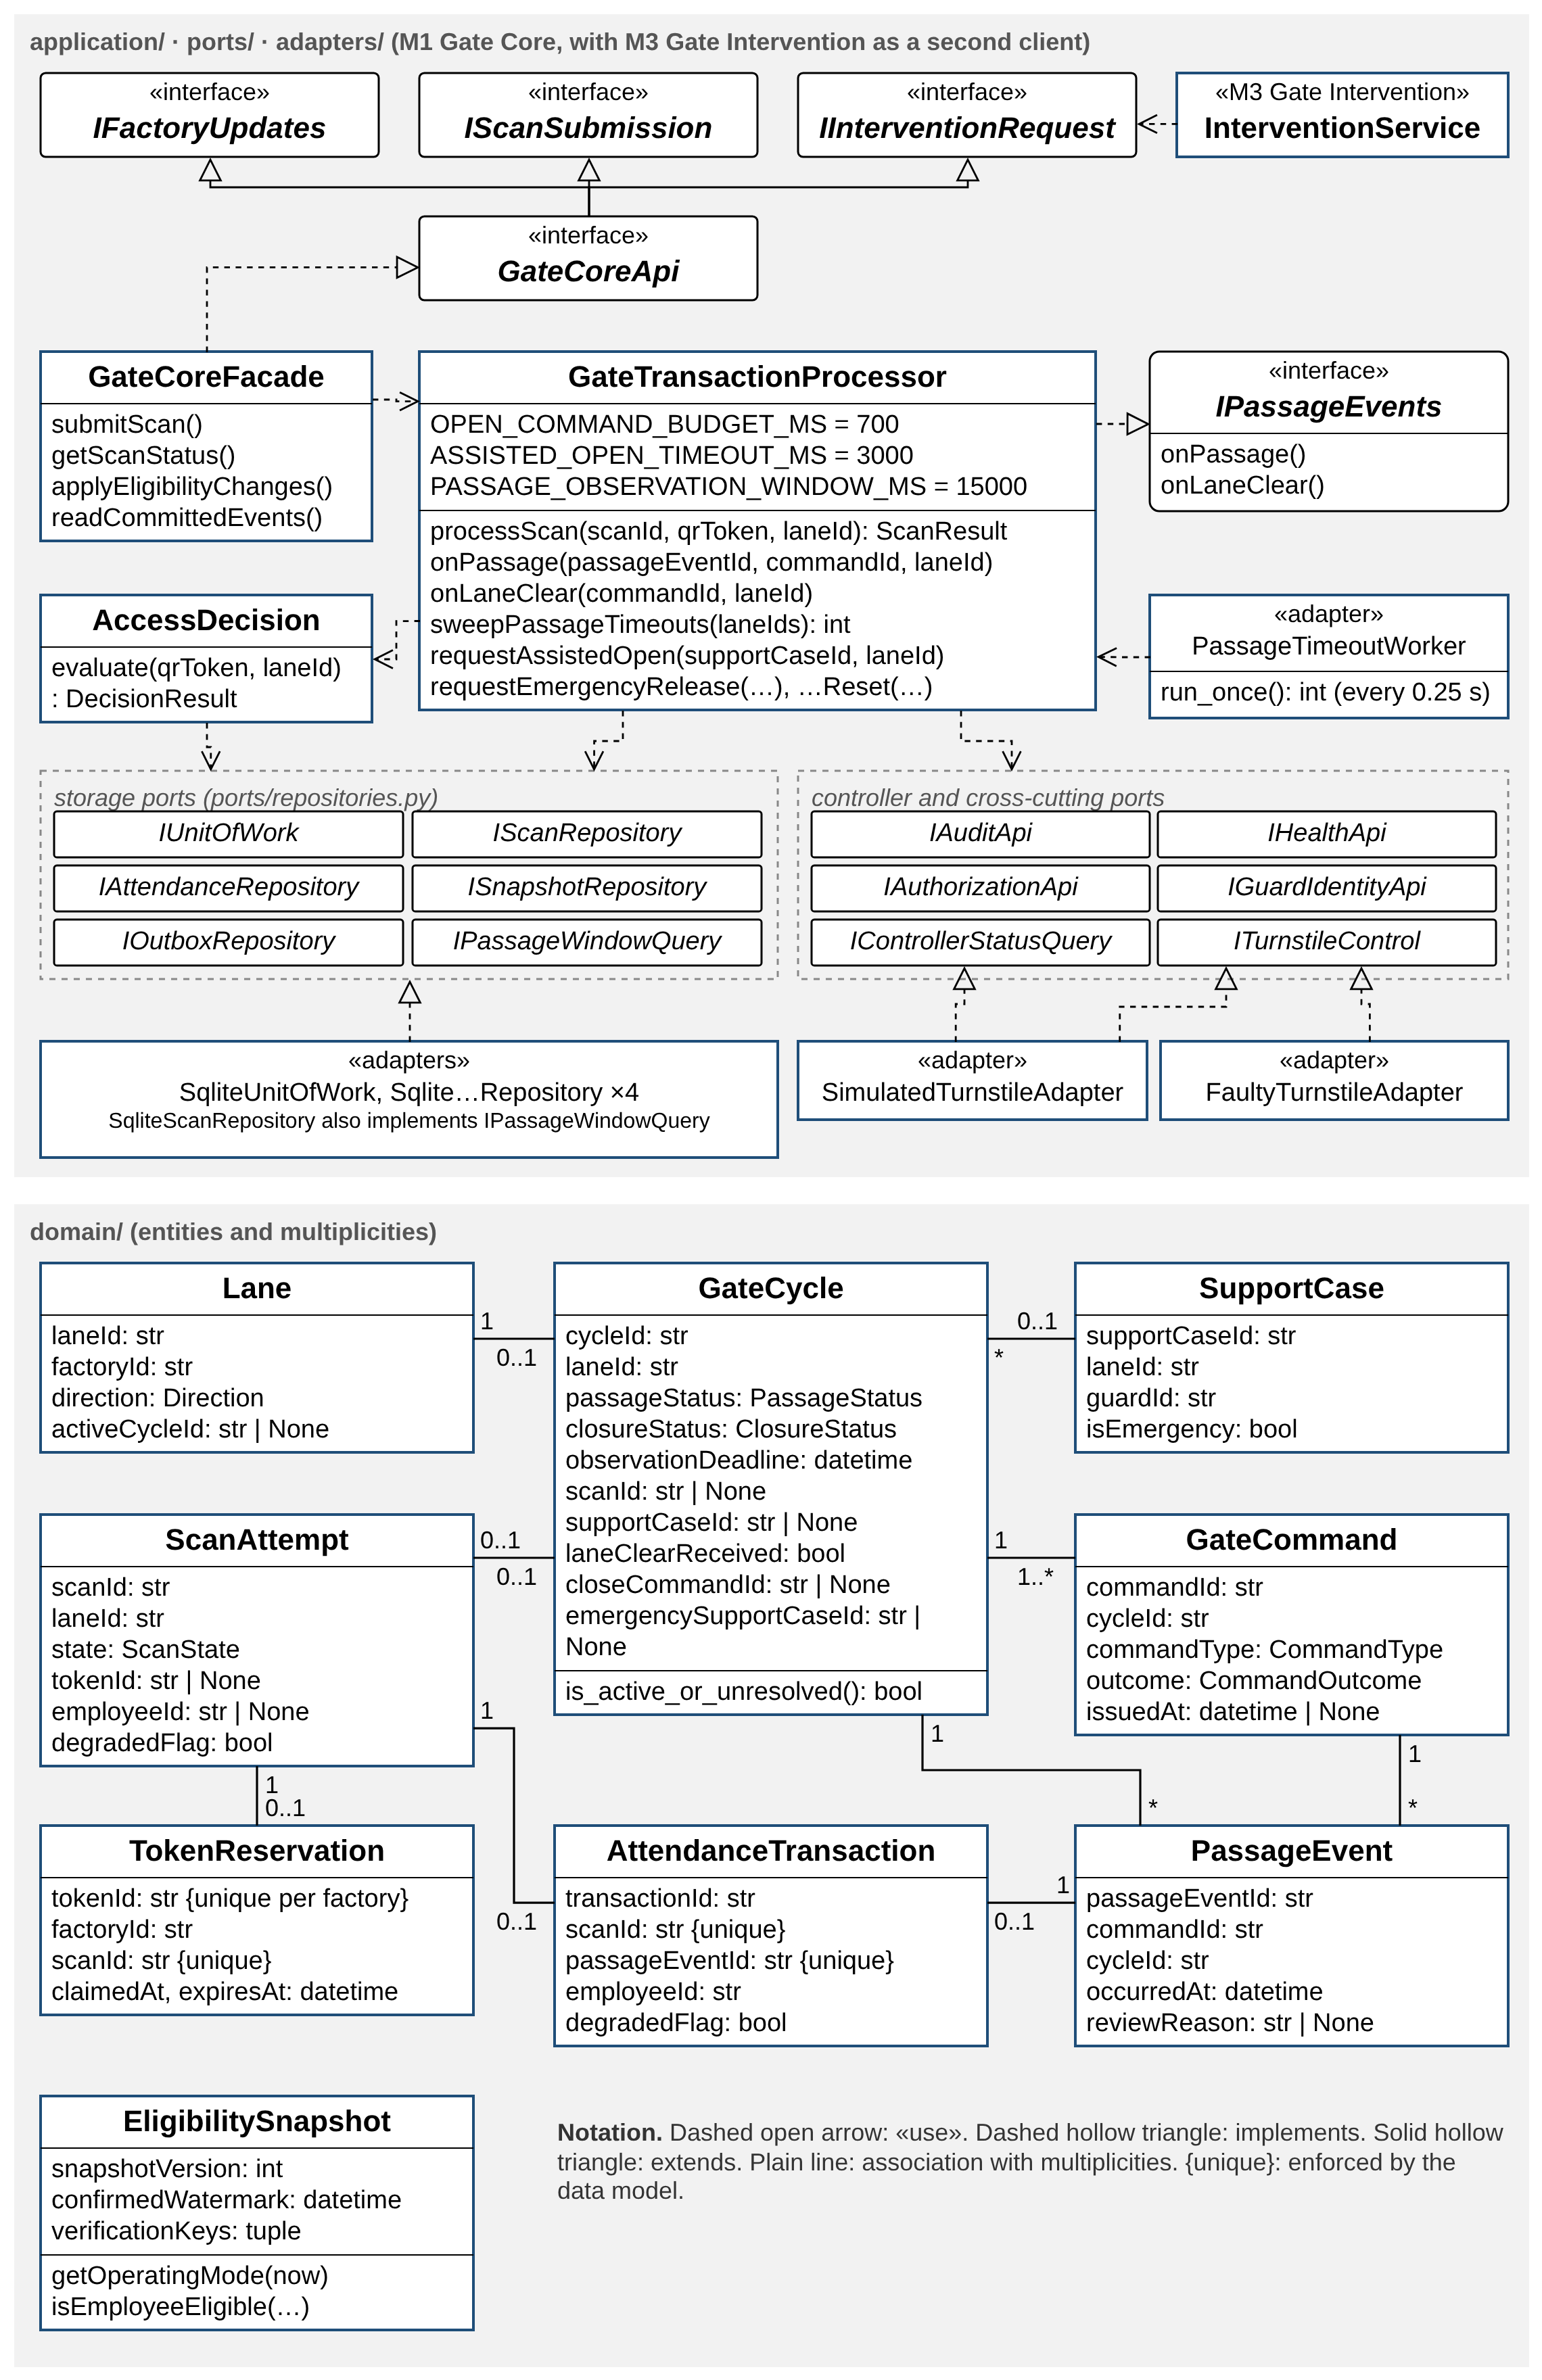 application/ · ports/ · adapters/ (M1 Gate Core, with M3 Gate Intervention as a second client)
«interface»
IFactoryUpdates
«interface»
IScanSubmission
«interface»
IInterventionRequest
«M3 Gate Intervention»
InterventionService
«interface»
GateCoreApi
GateCoreFacade
submitScan()
getScanStatus()
applyEligibilityChanges()
readCommittedEvents()
GateTransactionProcessor
OPEN_COMMAND_BUDGET_MS = 700
ASSISTED_OPEN_TIMEOUT_MS = 3000
PASSAGE_OBSERVATION_WINDOW_MS = 15000
processScan(scanId, qrToken, laneId): ScanResult
onPassage(passageEventId, commandId, laneId)
onLaneClear(commandId, laneId)
sweepPassageTimeouts(laneIds): int
requestAssistedOpen(supportCaseId, laneId)
requestEmergencyRelease(…), …Reset(…)
«interface»
IPassageEvents
onPassage()
onLaneClear()
AccessDecision
evaluate(qrToken, laneId)
: DecisionResult
«adapter»
PassageTimeoutWorker
run_once(): int (every 0.25 s)
storage ports (ports/repositories.py)
IUnitOfWork
IScanRepository
IAttendanceRepository
ISnapshotRepository
IOutboxRepository
IPassageWindowQuery
controller and cross-cutting ports
IAuditApi
IHealthApi
IAuthorizationApi
IGuardIdentityApi
IControllerStatusQuery
ITurnstileControl
«adapters»
SqliteUnitOfWork, Sqlite…Repository ×4
SqliteScanRepository also implements IPassageWindowQuery
«adapter»
SimulatedTurnstileAdapter
«adapter»
FaultyTurnstileAdapter
domain/ (entities and multiplicities)
Lane
laneId: str
factoryId: str
direction: Direction
activeCycleId: str | None
1
0..1
GateCycle
cycleId: str
laneId: str
passageStatus: PassageStatus
closureStatus: ClosureStatus
observationDeadline: datetime
scanId: str | None
supportCaseId: str | None
laneClearReceived: bool
closeCommandId: str | None
emergencySupportCaseId: str |
None
is_active_or_unresolved(): bool
0..1
*
SupportCase
supportCaseId: str
laneId: str
guardId: str
isEmergency: bool
ScanAttempt
scanId: str
laneId: str
state: ScanState
tokenId: str | None
employeeId: str | None
degradedFlag: bool
0..1
0..1
1
1
1..*
GateCommand
commandId: str
cycleId: str
commandType: CommandType
outcome: CommandOutcome
issuedAt: datetime | None
1
0..1
1
*
1
*
TokenReservation
tokenId: str {unique per factory}
factoryId: str
scanId: str {unique}
claimedAt, expiresAt: datetime
0..1
AttendanceTransaction
transactionId: str
scanId: str {unique}
passageEventId: str {unique}
employeeId: str
degradedFlag: bool
1
0..1
PassageEvent
passageEventId: str
commandId: str
cycleId: str
occurredAt: datetime
reviewReason: str | None
EligibilitySnapshot
snapshotVersion: int
confirmedWatermark: datetime
verificationKeys: tuple
getOperatingMode(now)
isEmployeeEligible(…)
Notation. Dashed open arrow: «use». Dashed hollow triangle: implements. Solid hollow
triangle: extends. Plain line: association with multiplicities. {unique}: enforced by the
data model.